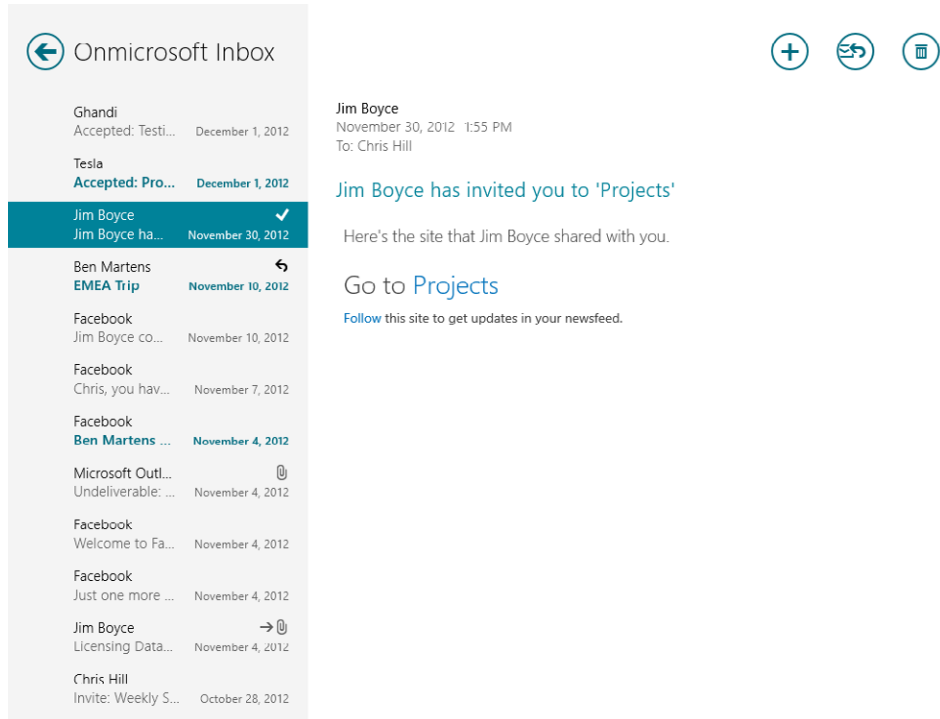 Onmicrosoft Inbox
Ghandi
Accepted: Testi... December 1, 2012
Tesla
Accepted: Pro... December 1, 2012
Jim Boyce
Jim Boyce ha... November 30, 2012
Ben Martens
EMEA Trip November 10, 2012
Facebook
Jim Boyce co... November 10, 2012
Facebook
Chris, you hav... November 7, 2012
Facebook
Ben Martens ... November 4, 2012
Microsoft Outl...
Undeliverable: ... November 4, 2012
Facebook
Welcome to Fa... November 4, 2012
Facebook
Just one more ... November 4, 2012
Jim Boyce
Licensing Data... November 4, 2012
Chris Hill
Invite: Weekly S... October 28, 2012
Jim Boyce
November 30, 2012 1:55 PM
To: Chris Hill
Jim Boyce has invited you to 'Projects'
Here's the site that Jim Boyce shared with you.
Go to Projects
Follow this site to get updates in your newsfeed.